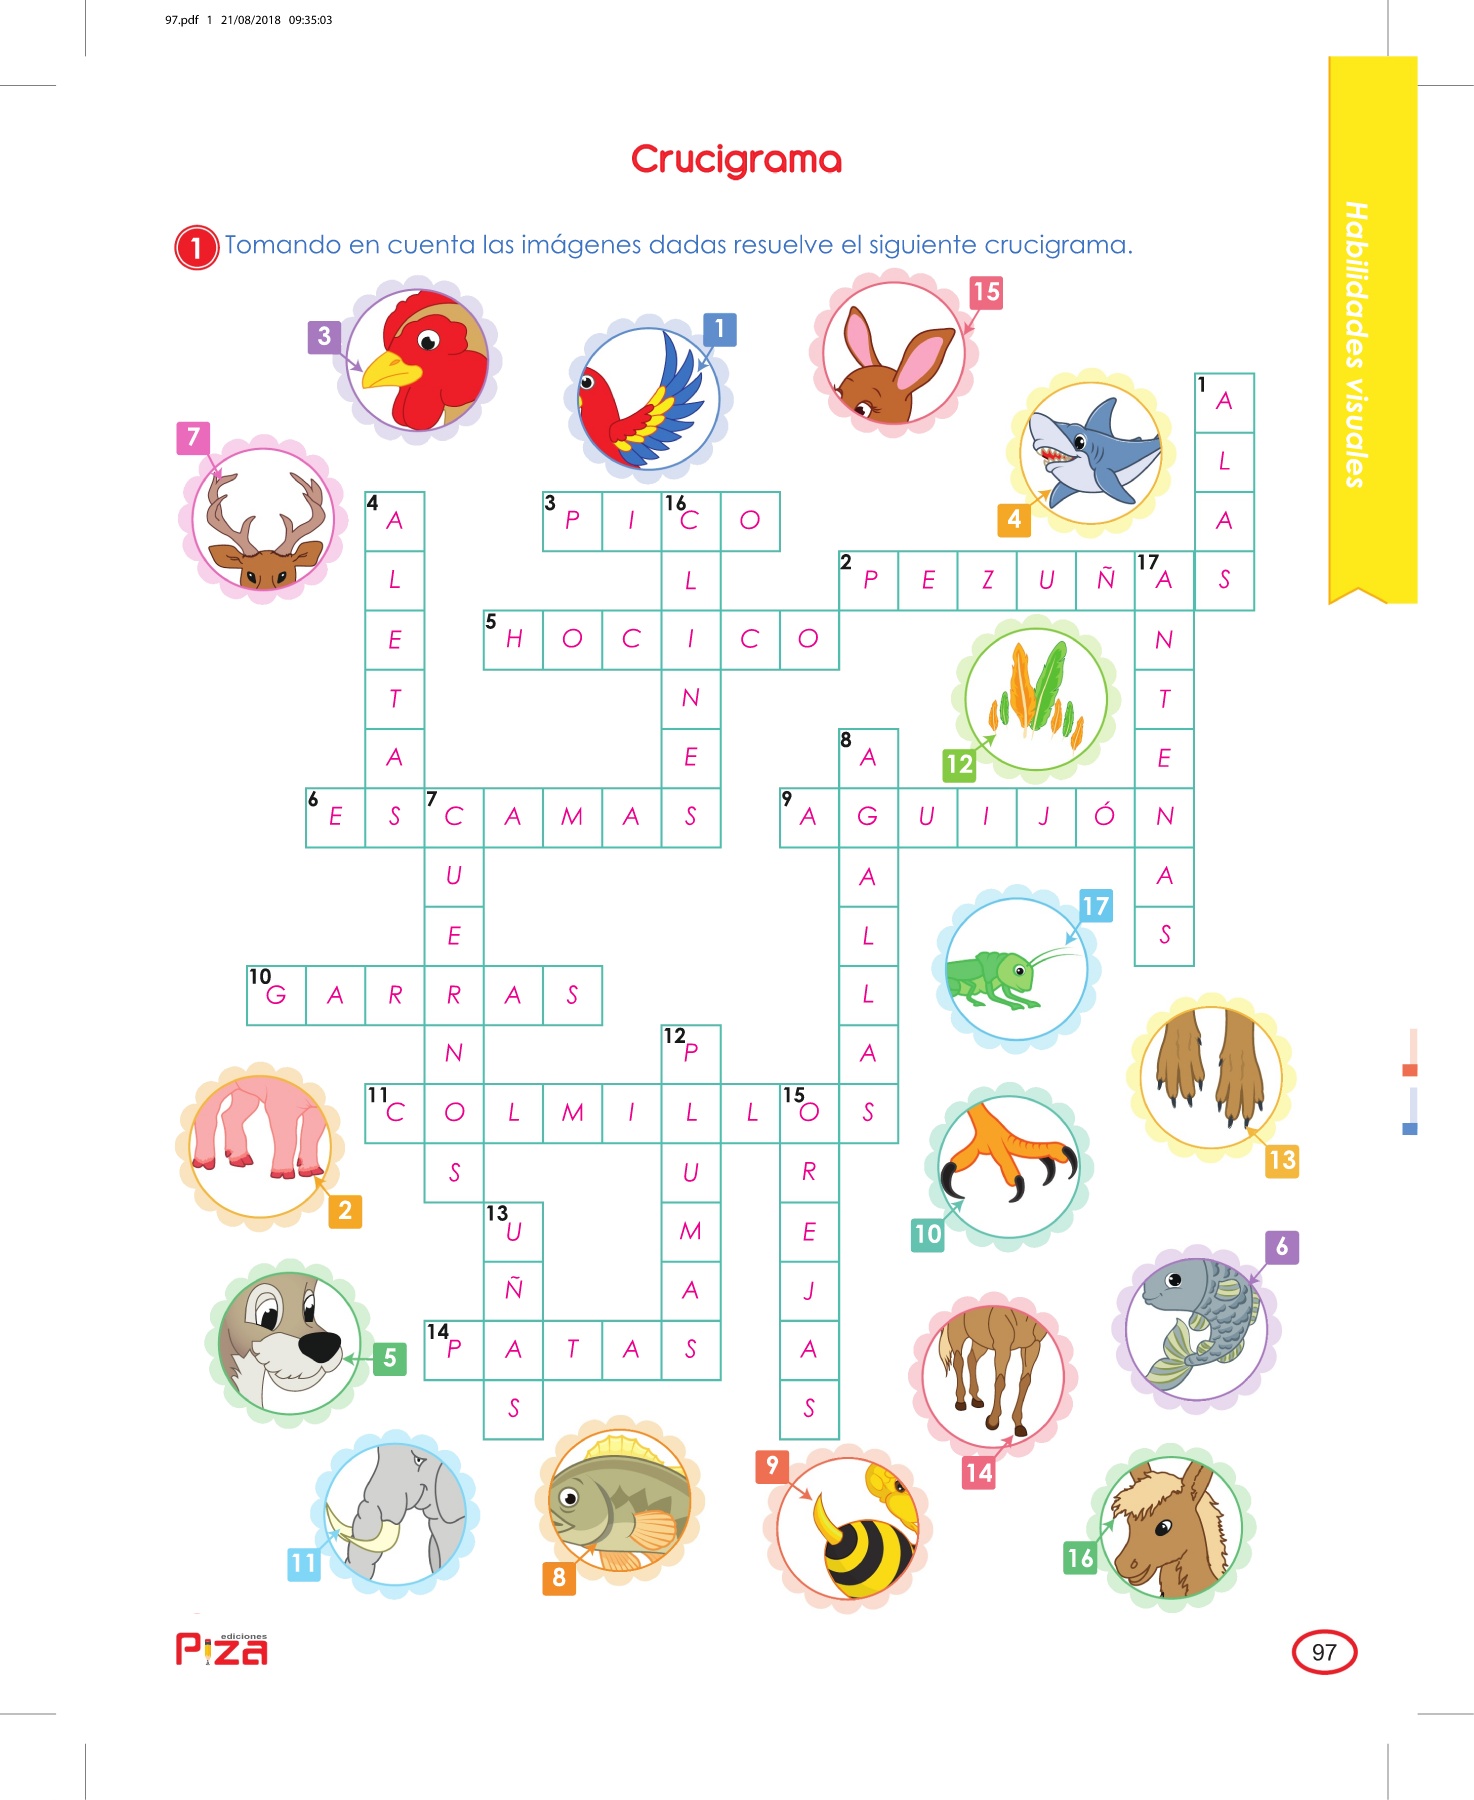 97.pdf 1 21/08/2018 09:35:03
Crucigrama
Habilidades visuales
1 Tomando en cuenta las imágenes dadas resuelve el siguiente crucigrama.
3
1
15
7
4
12
17
13
2
10
6
5
14
11
8
9
16
1 A
L
4 A 3 P I 16 C O A
L L 2 P E Z U Ñ 17 A S
E 5 H O C I C O N
T N T
A E 8 A E
6 E S 7 C A M A S 9 A G U I J Ó N
U A A
E L S
10 G A R R A S L
N 12 P A
11 C O L M I L L 15 O S
S U R
13 U M E
Ñ A J
14 P A T A S A
S S
ediciones
Piza
97